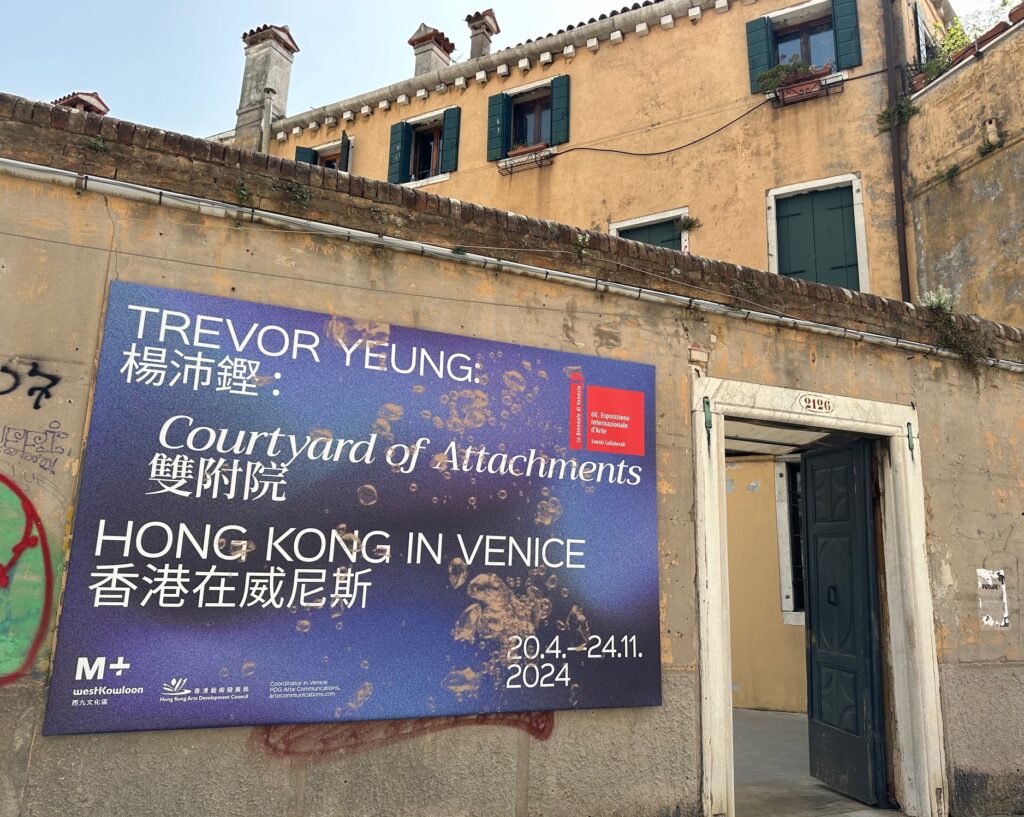 TREVOR YEUNG:
楊沛鏗：
Courtyard of Attachments
雙附院
HONG KONG IN VENICE
香港在威尼斯
20.4.–24.11.
2024
La Biennale di Venezia
60. Esposizione
Internazionale
d'Arte
Eventi Collaterali
M+
westKowloon
西九文化區
香港藝術發展局
Hong Kong Arts Development Council
Coordinator in Venice:
PDG Arte Communications,
artecommunications.com
2126